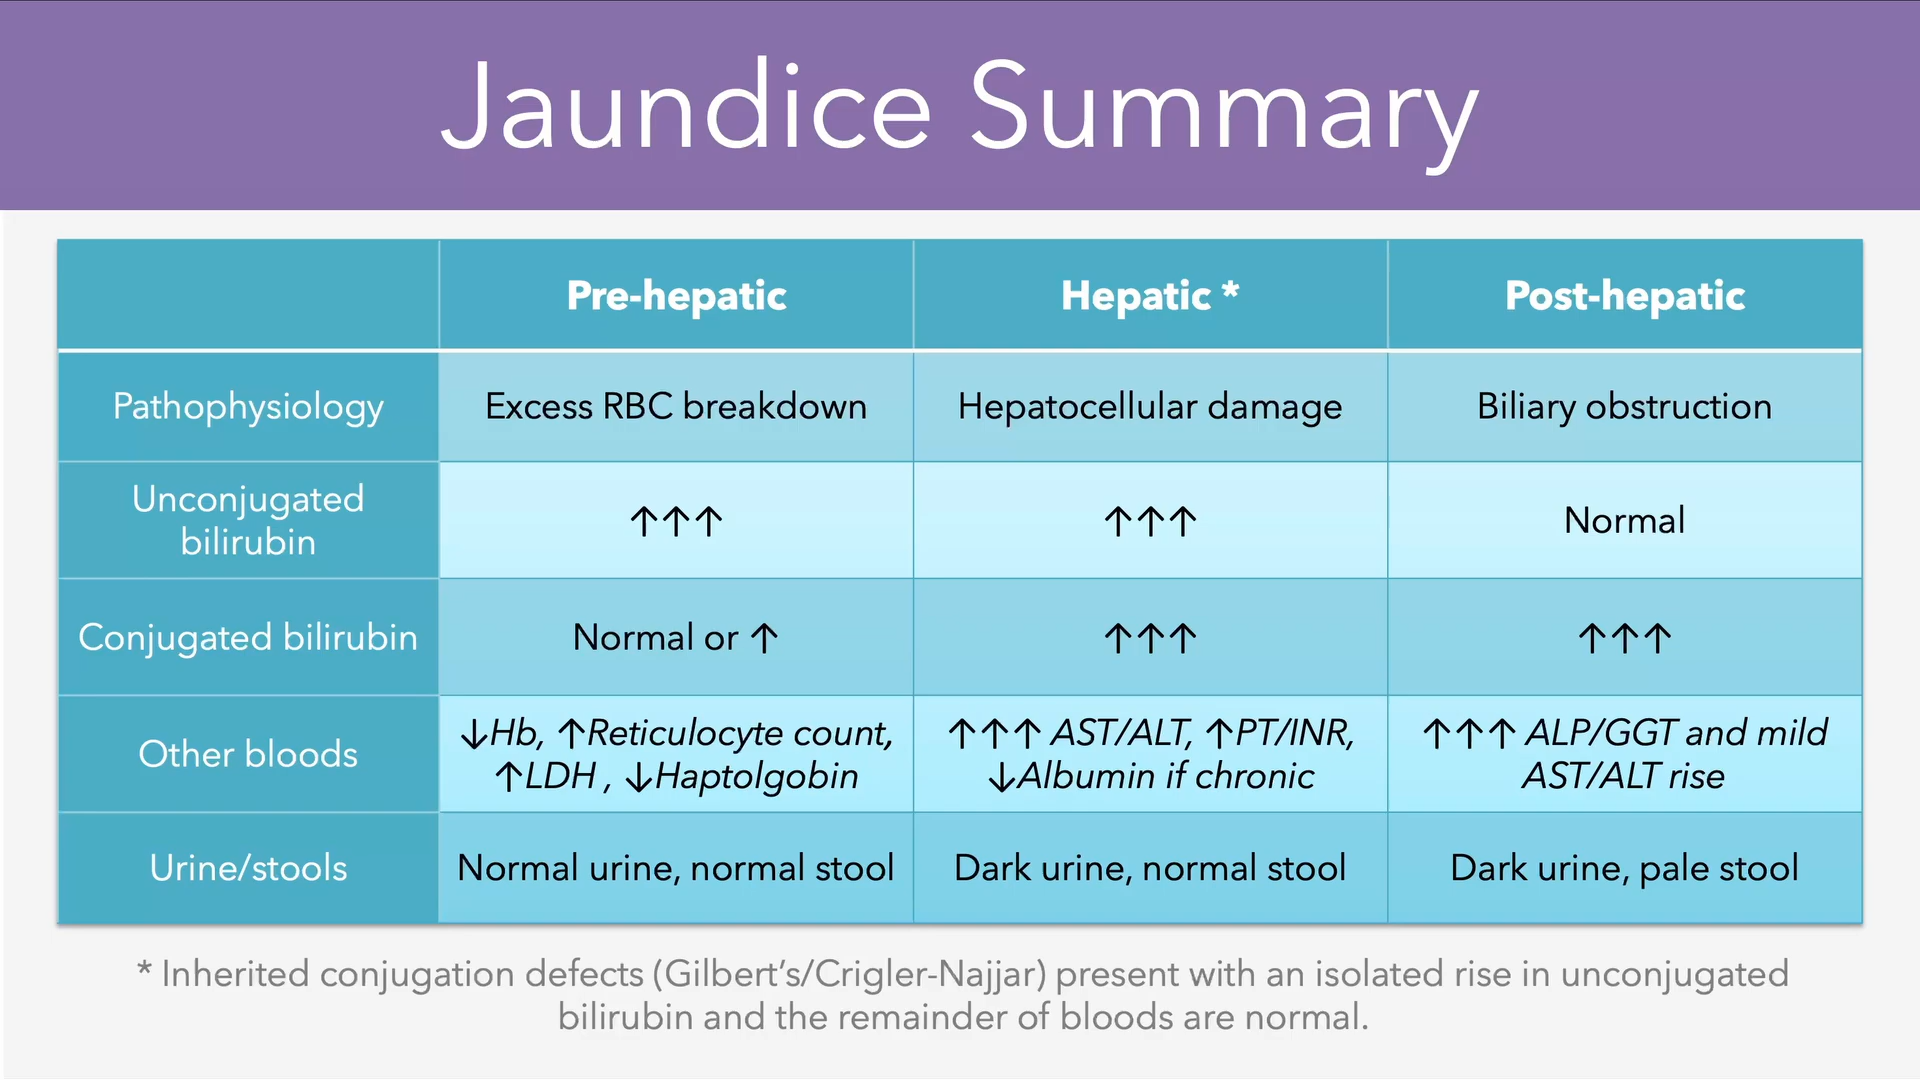 Jaundice Summary
Pre-hepatic
Hepatic *
Post-hepatic
Pathophysiology
Excess RBC breakdown
Hepatocellular damage
Biliary obstruction
Unconjugated
bilirubin
↑↑↑
↑↑↑
Normal
Conjugated bilirubin
Normal or ↑
↑↑↑
↑↑↑
Other bloods
↓Hb, ↑Reticulocyte count,
↑LDH , ↓Haptolgobin
↑↑↑ AST/ALT, ↑PT/INR,
↓Albumin if chronic
↑↑↑ ALP/GGT and mild
AST/ALT rise
Urine/stools
Normal urine, normal stool
Dark urine, normal stool
Dark urine, pale stool
* Inherited conjugation defects (Gilbert’s/Crigler-Najjar) present with an isolated rise in unconjugated
bilirubin and the remainder of bloods are normal.